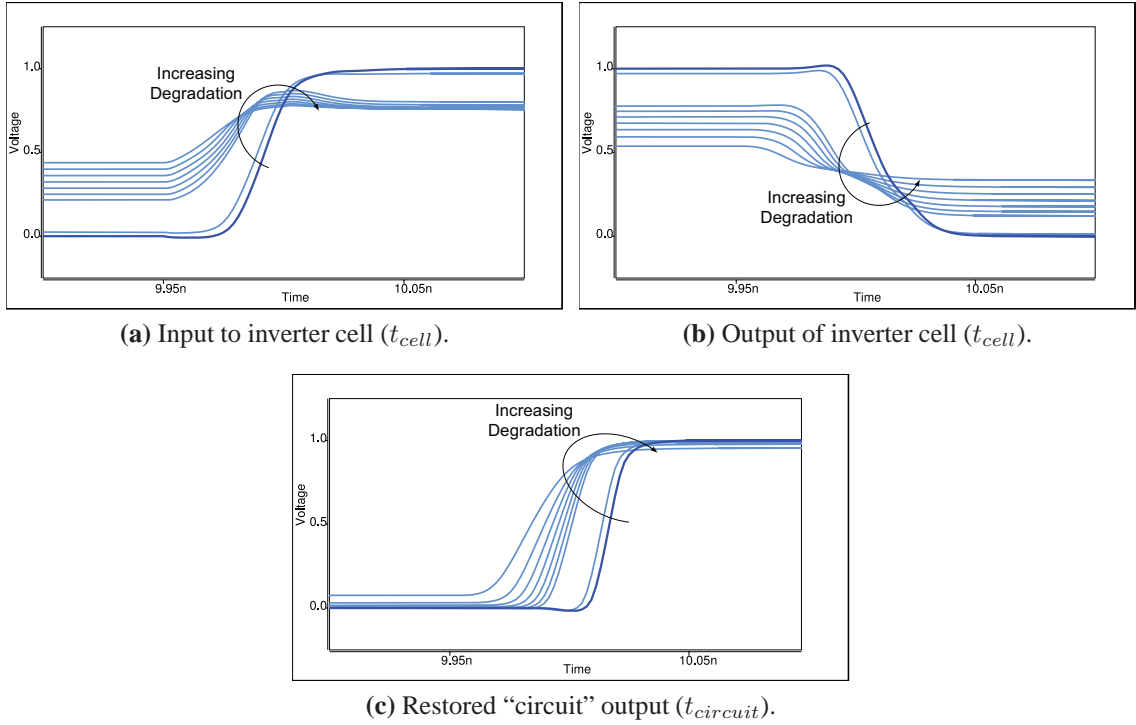 1.0
0.5
0.0
Voltage
Increasing
Degradation
9.95n
10.05n
Time
(a) Input to inverter cell (t_cell).
1.0
0.5
0.0
Voltage
Increasing
Degradation
9.95n
10.05n
Time
(b) Output of inverter cell (t_cell).
1.0
0.5
0.0
Voltage
Increasing
Degradation
9.95n
10.05n
Time
(c) Restored “circuit” output (t_circuit).